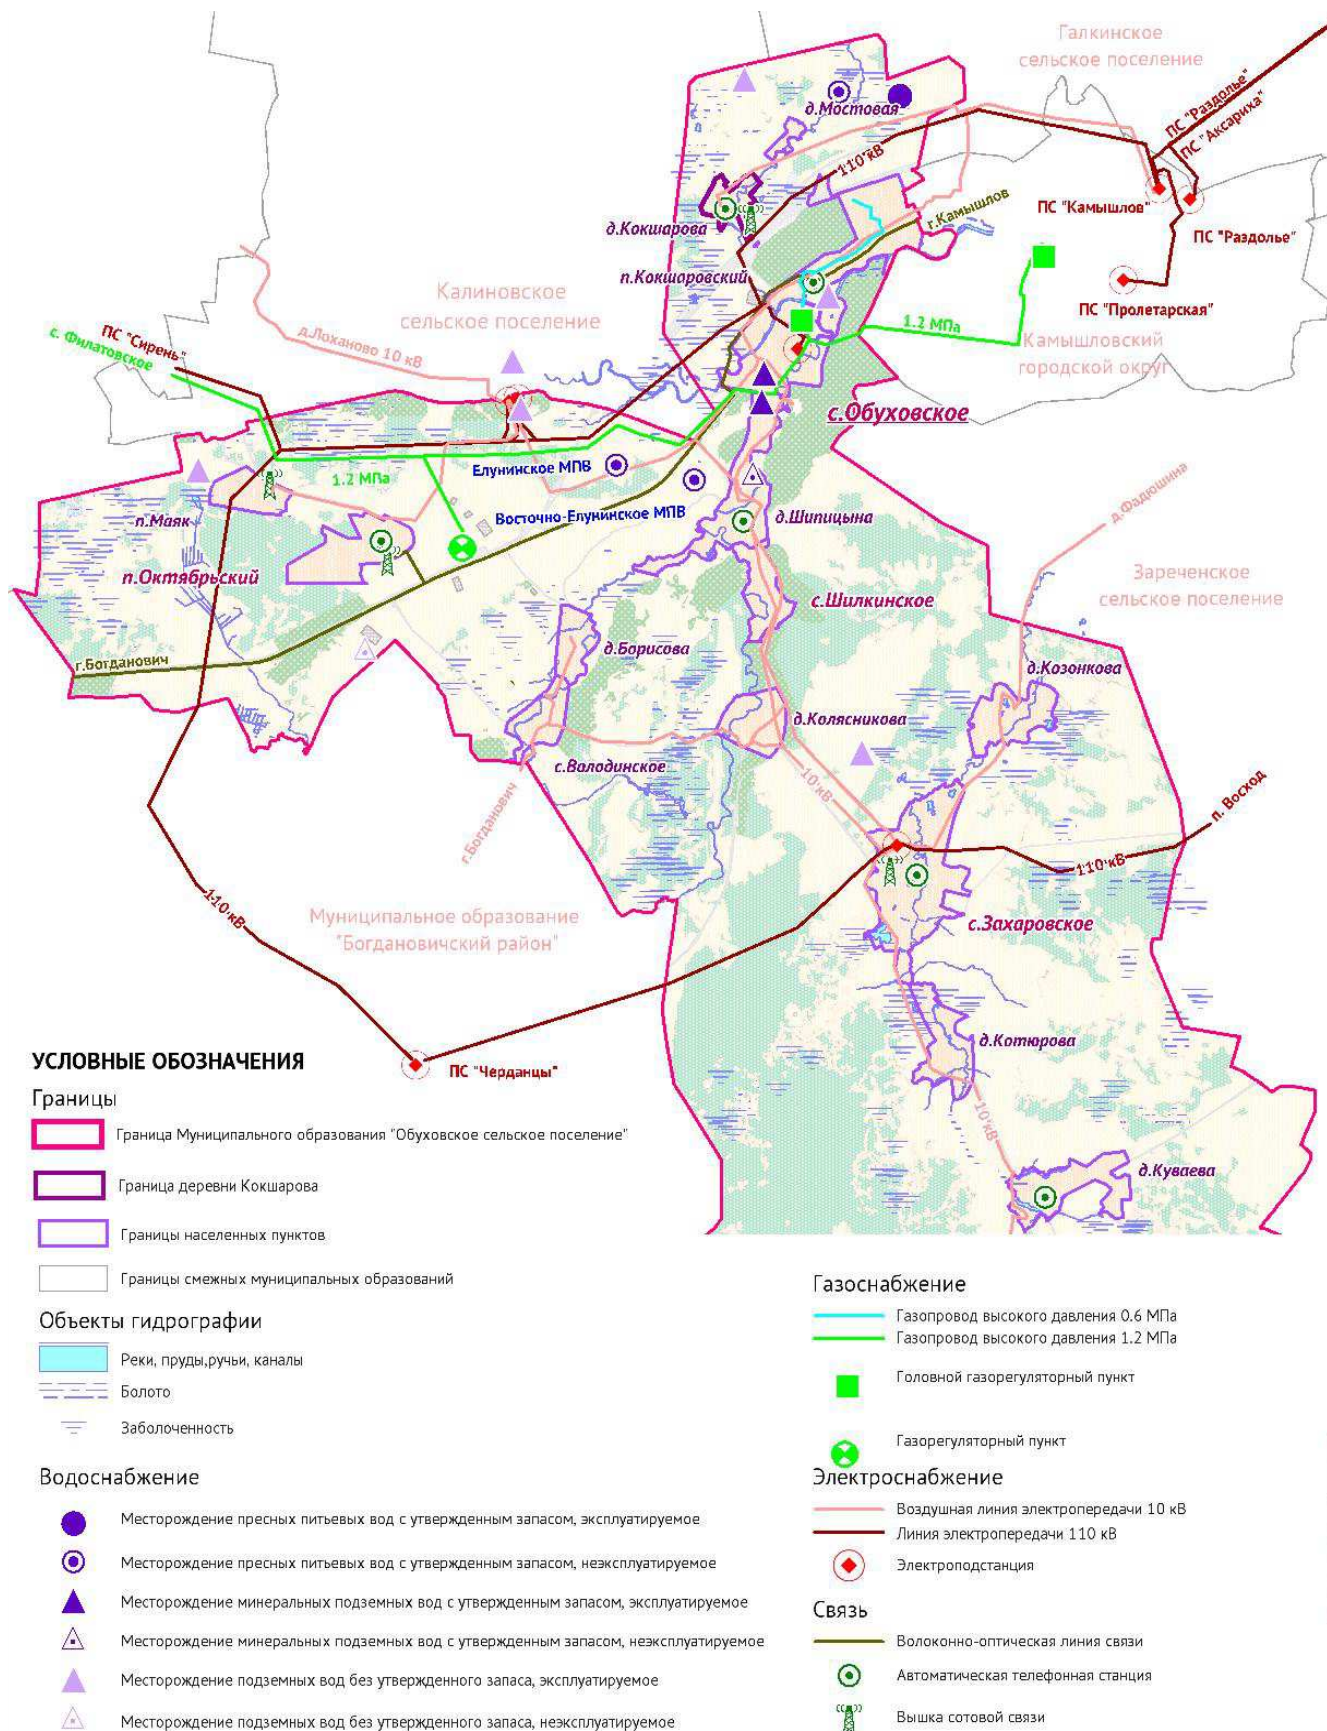 Галкинское
сельское поселение
ПС "Раздолье"
ПС "Аксариха"
д.Мостовая
110 кВ
ПС "Камышлов"
г.Камышлов
д.Кокшарова
ПС "Раздолье"
п.Кокшаровский
Калиновское
сельское поселение
ПС "Пролетарская"
1.2 МПа
Камышловский
городской округ
ПС "Сирень"
с. Филатовское
д.Лоханово 10 кВ
с.Обуховское
Елунинское МПВ
1.2 МПа
Восточно-Елунинское МПВ
д.Фадюшина
п.Маяк
д.Шипицына
п.Октябрьский
Зареченское
сельское поселение
с.Шилкинское
д.Борисова
г.Богданович
д.Козонкова
д.Колясникова
с.Володинское
10 кВ
г.Богданович
п. Восход
110 кВ
110 кВ
Муниципальное образование
"Богдановичский район"
с.Захаровское
д.Котюрова
ПС "Черданцы"
10 кВ
д.Куваева
УСЛОВНЫЕ ОБОЗНАЧЕНИЯ
Границы
Граница Муниципального образования "Обуховское сельское поселение"
Граница деревни Кокшарова
Границы населенных пунктов
Границы смежных муниципальных образований
Объекты гидрографии
Реки, пруды,ручьи, каналы
Болото
Заболоченность
Водоснабжение
Месторождение пресных питьевых вод с утвержденным запасом, эксплуатируемое
Месторождение пресных питьевых вод с утвержденным запасом, неэксплуатируемое
Месторождение минеральных подземных вод с утвержденным запасом, эксплуатируемое
Месторождение минеральных подземных вод с утвержденным запасом, неэксплуатируемое
Месторождение подземных вод без утвержденного запаса, эксплуатируемое
Месторождение подземных вод без утвержденного запаса, неэксплуатируемое
Газоснабжение
Газопровод высокого давления 0.6 МПа
Газопровод высокого давления 1.2 МПа
Головной газорегуляторный пункт
Газорегуляторный пункт
Электроснабжение
Воздушная линия электропередачи 10 кВ
Линия электропередачи 110 кВ
Электроподстанция
Связь
Волоконно-оптическая линия связи
Автоматическая телефонная станция
Вышка сотовой связи